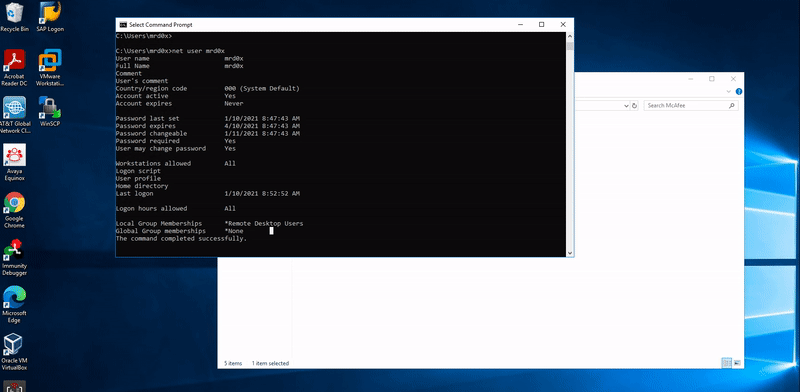 Recycle Bin
SAP Logon
Acrobat
Reader DC
VMware
Workstati...
AT&T Global
Network Cl...
WinSCP
Avaya
Equinox
Google
Chrome
Immunity
Debugger
Microsoft
Edge
Oracle VM
VirtualBox
Select Command Prompt
C:\Users\mrd0x>
C:\Users\mrd0x>net user mrd0x
User name mrd0x
Full Name mrd0x
Comment
User's comment
Country/region code 000 (System Default)
Account active Yes
Account expires Never
Password last set 1/10/2021 8:47:43 AM
Password expires 4/10/2021 8:47:43 AM
Password changeable 1/11/2021 8:47:43 AM
Password required Yes
User may change password Yes
Workstations allowed All
Logon script
User profile
Home directory
Last logon 1/10/2021 8:52:52 AM
Logon hours allowed All
Local Group Memberships *Remote Desktop Users
Global Group memberships *None
The command completed successfully.
Search McAfee
5 items 1 item selected